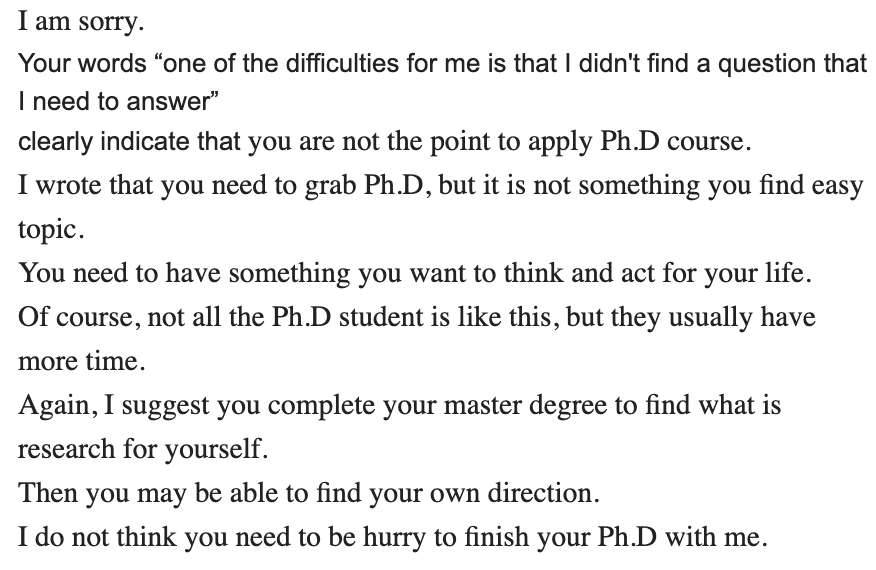 I am sorry.
Your words “one of the difficulties for me is that I didn't find a question that
I need to answer”
clearly indicate that you are not the point to apply Ph.D course.
I wrote that you need to grab Ph.D, but it is not something you find easy
topic.
You need to have something you want to think and act for your life.
Of course, not all the Ph.D student is like this, but they usually have
more time.
Again, I suggest you complete your master degree to find what is
research for yourself.
Then you may be able to find your own direction.
I do not think you need to be hurry to finish your Ph.D with me.